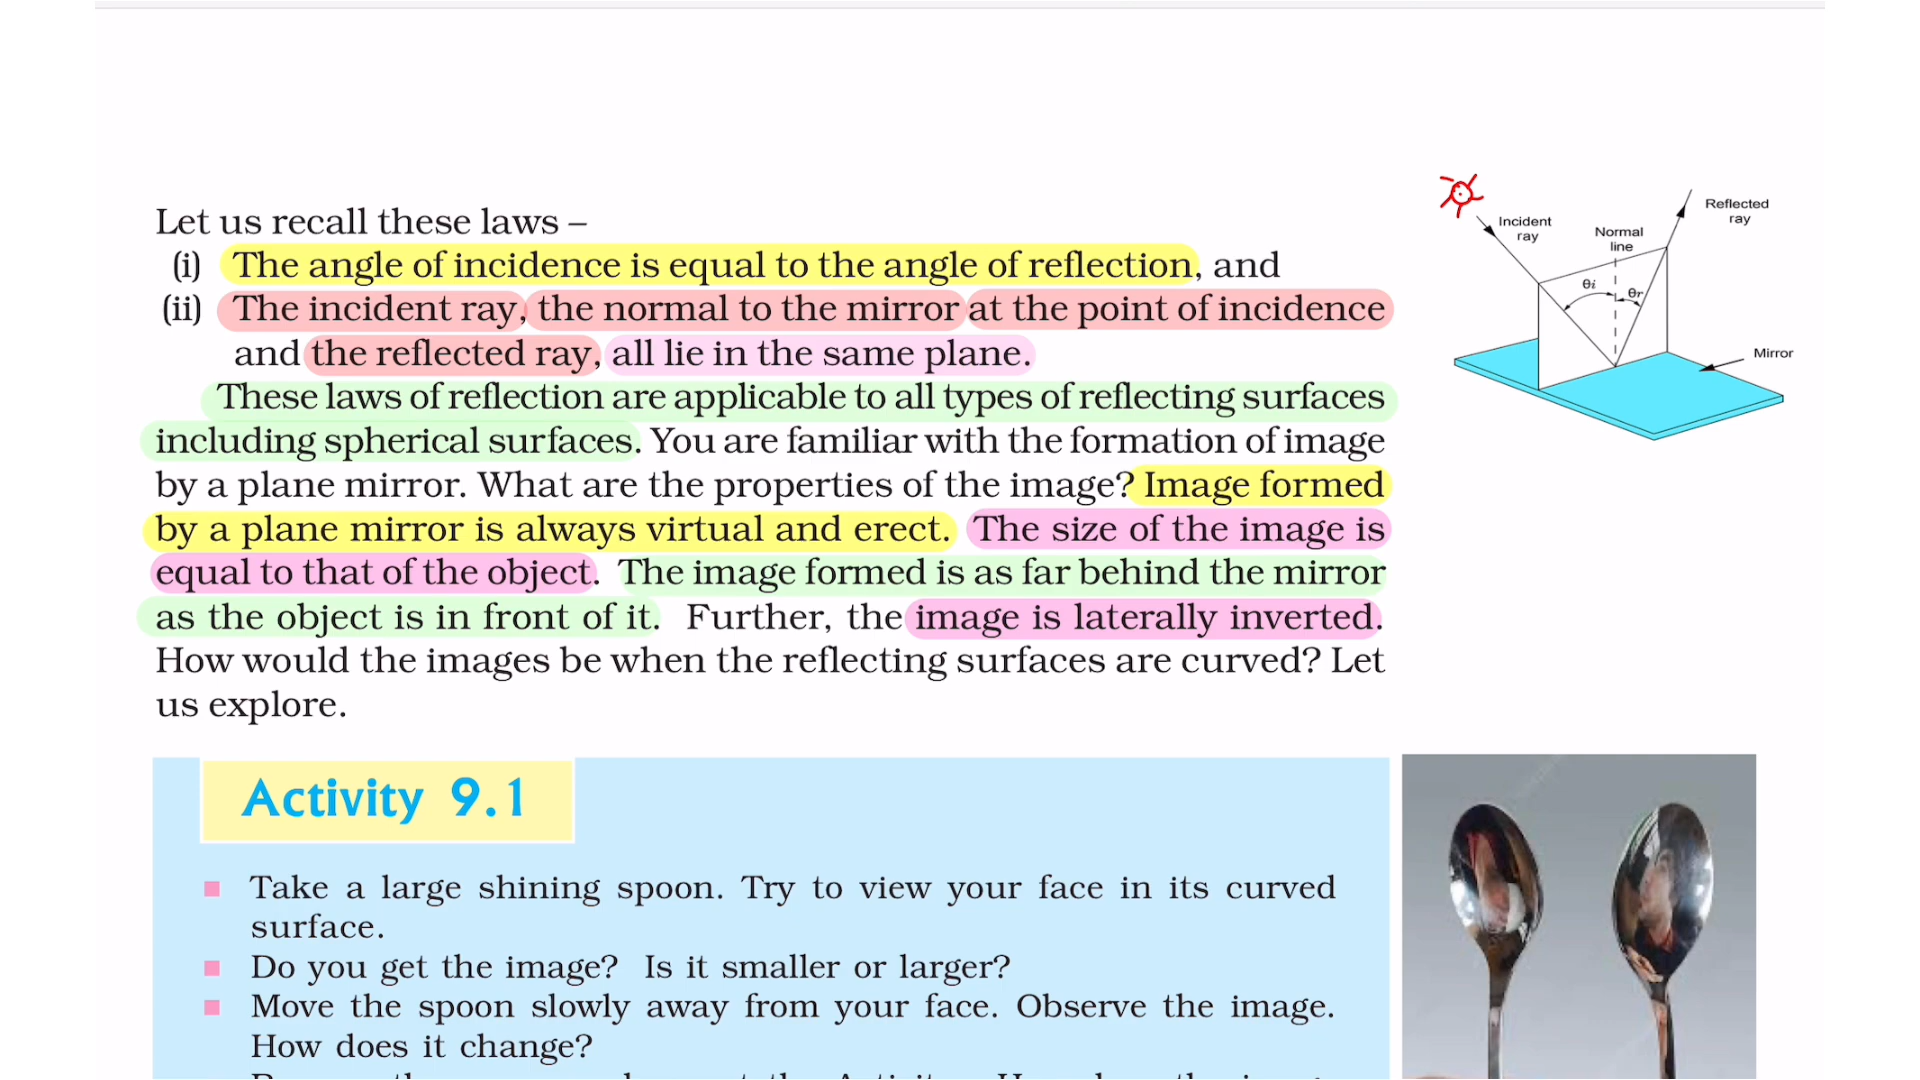 Let us recall these laws –
(i) The angle of incidence is equal to the angle of reflection, and
(ii) The incident ray, the normal to the mirror at the point of incidence
and the reflected ray, all lie in the same plane.
These laws of reflection are applicable to all types of reflecting surfaces
including spherical surfaces. You are familiar with the formation of image
by a plane mirror. What are the properties of the image? Image formed
by a plane mirror is always virtual and erect. The size of the image is
equal to that of the object. The image formed is as far behind the mirror
as the object is in front of it. Further, the image is laterally inverted.
How would the images be when the reflecting surfaces are curved? Let
us explore.
Incident
ray
Normal
line
Reflected
ray
θi
θr
Mirror
Activity 9.1
Take a large shining spoon. Try to view your face in its curved
surface.
Do you get the image? Is it smaller or larger?
Move the spoon slowly away from your face. Observe the image.
How does it change?